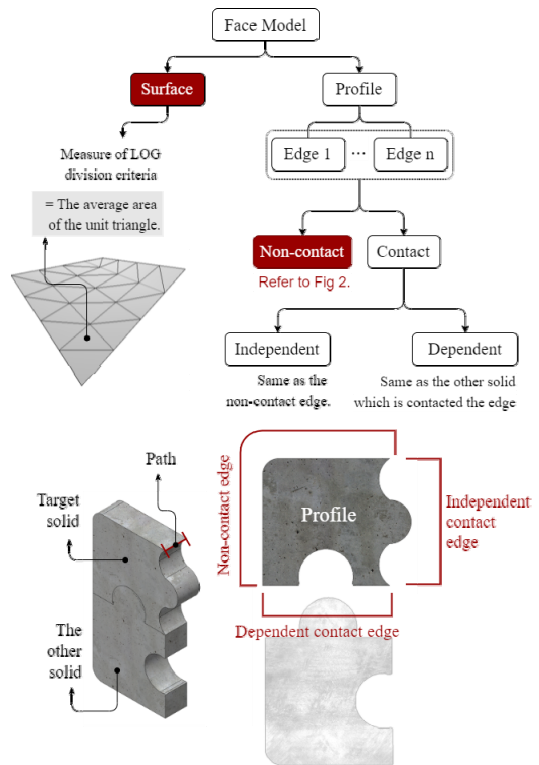 Face Model
Surface
Profile
Measure of LOG
division criteria
= The average area
of the unit triangle.
Edge 1 ··· Edge n
Non-contact
Contact
Refer to Fig 2.
Independent
Dependent
Same as the
non-contact edge.
Same as the other solid
which is contacted the edge
Path
Target
solid
The
other
solid
Non-contact edge
Profile
Independent
contact
edge
Dependent contact edge